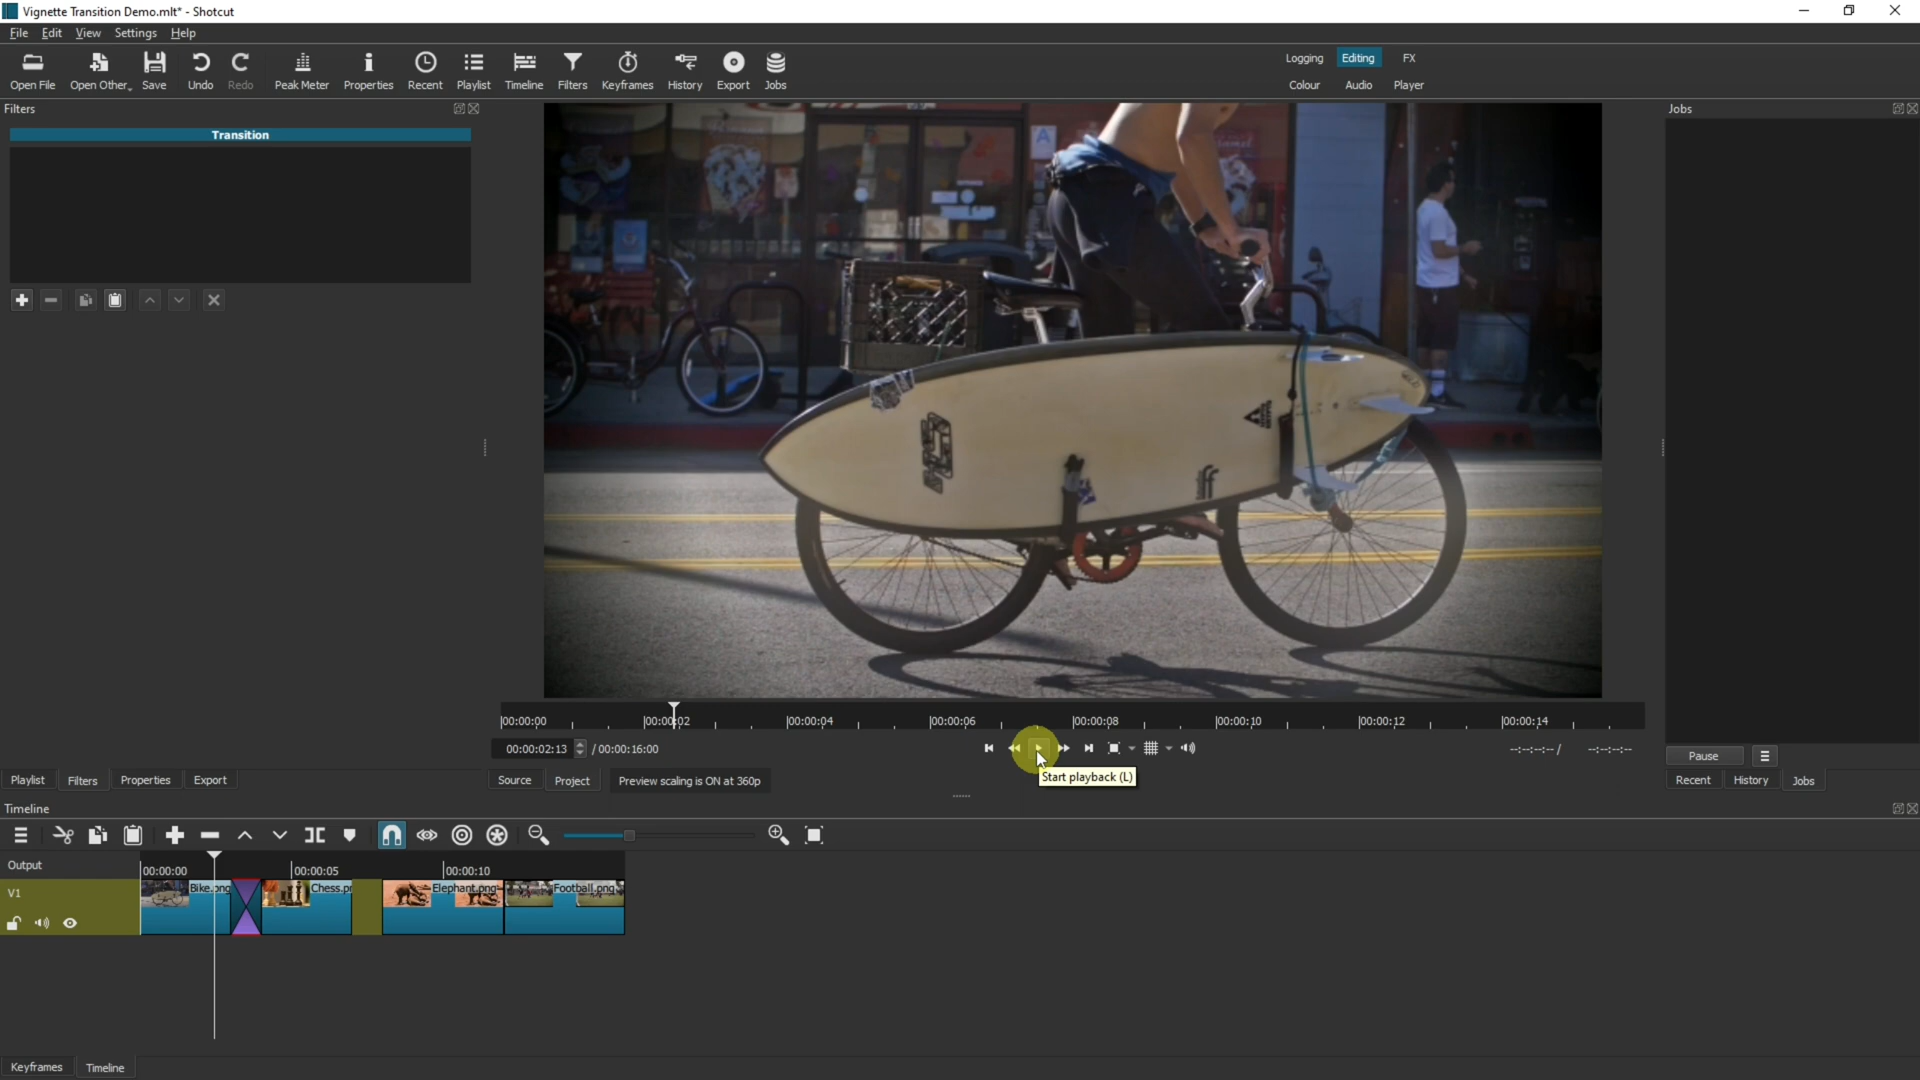 Vignette Transition Demo.mlt* - Shotcut
File Edit View Settings Help
Open File Open Other Save Undo Redo Peak Meter Properties Recent Playlist Timeline Filters Keyframes History Export Jobs
Logging Editing FX
Colour Audio Player
Filters
Jobs
Transition
A
|00:00:00 |00:00:02 |00:00:04 |00:00:06 |00:00:08 |00:00:10 |00:00:12 |00:00:14
00:00:02:13 / 00:00:16:00
--:--:--:-- / --:--:--:--
Start playback (L)
Pause
Playlist Filters Properties Export
Source Project Preview scaling is ON at 360p
Recent History Jobs
Timeline
Output
|00:00:00 |00:00:05 |00:00:10
V1
Bike.png Chess.pr Elephant.png Football.png
Keyframes Timeline